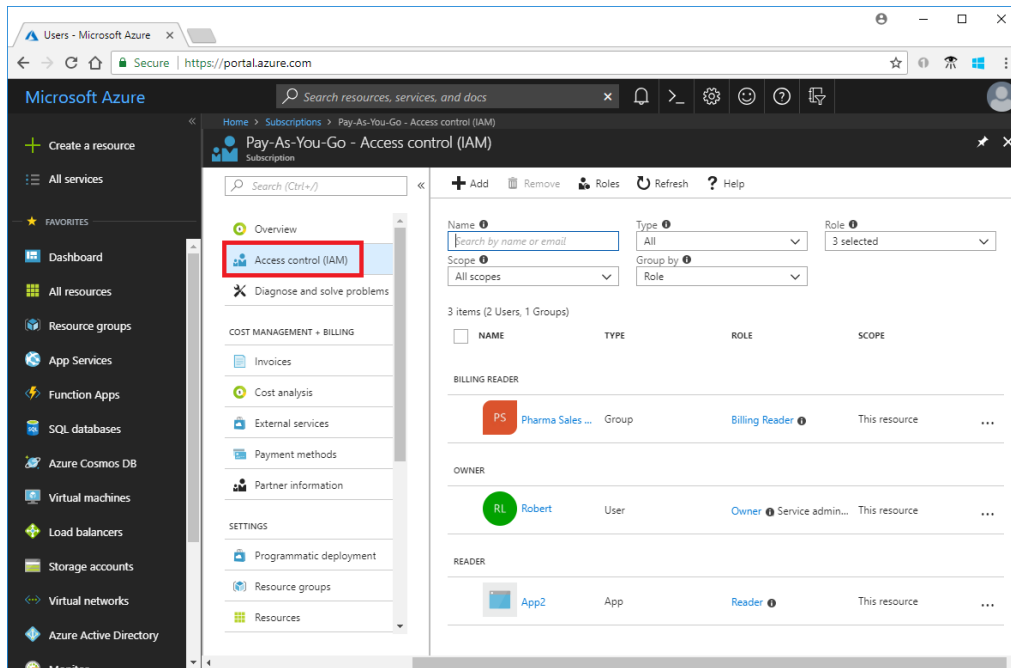 Users - Microsoft Azure
Secure | https://portal.azure.com
Microsoft Azure
Search resources, services, and docs
Home > Subscriptions > Pay-As-You-Go - Access control (IAM)
Pay-As-You-Go - Access control (IAM)
Subscription
Create a resource
All services
FAVORITES
Dashboard
All resources
Resource groups
App Services
Function Apps
SQL databases
Azure Cosmos DB
Virtual machines
Load balancers
Storage accounts
Virtual networks
Azure Active Directory
Search (Ctrl+/)
Overview
Access control (IAM)
Diagnose and solve problems
COST MANAGEMENT + BILLING
Invoices
Cost analysis
External services
Payment methods
Partner information
SETTINGS
Programmatic deployment
Resource groups
Resources
Add Remove Roles Refresh Help
Name Type Role
Search by name or email All 3 selected
Scope Group by
All scopes Role
3 items (2 Users, 1 Groups)
NAME TYPE ROLE SCOPE
BILLING READER
PS Pharma Sales ... Group Billing Reader This resource ...
OWNER
RL Robert User Owner Service admin... This resource ...
READER
App2 App Reader This resource ...